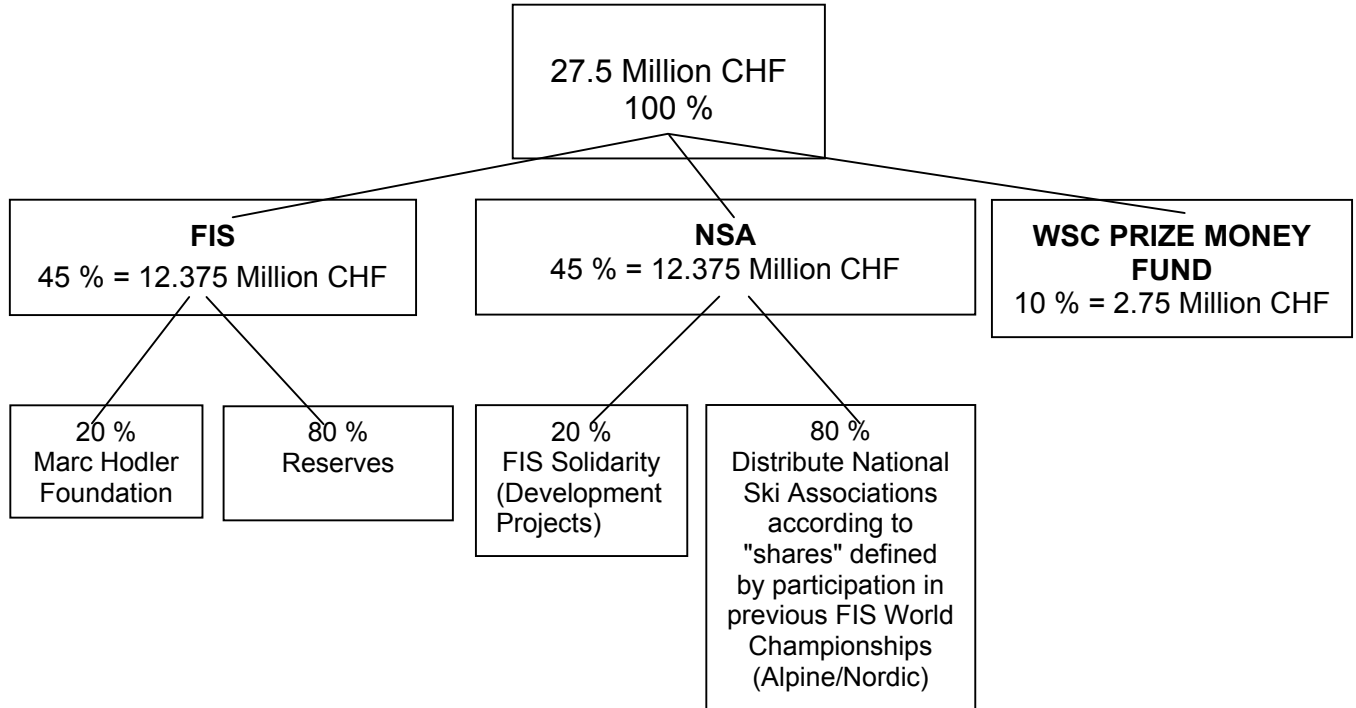 27.5 Million CHF
100 %
FIS
45 % = 12.375 Million CHF
NSA
45 % = 12.375 Million CHF
WSC PRIZE MONEY
FUND
10 % = 2.75 Million CHF
20 %
Marc Hodler
Foundation
80 %
Reserves
20 %
FIS Solidarity
(Development
Projects)
80 %
Distribute National
Ski Associations
according to
"shares" defined
by participation in
previous FIS World
Championships
(Alpine/Nordic)